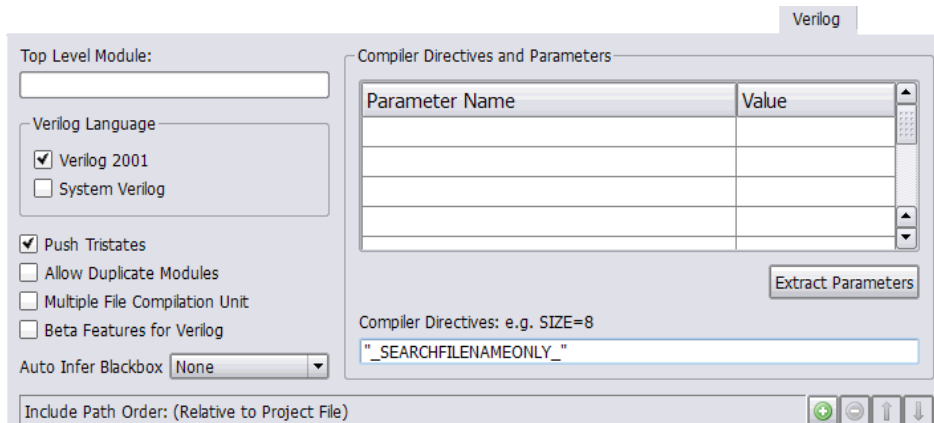 Verilog
Top Level Module:
Compiler Directives and Parameters
Parameter Name Value
Verilog Language
Verilog 2001
System Verilog
Push Tristates
Allow Duplicate Modules
Extract Parameters
Multiple File Compilation Unit
Compiler Directives: e.g. SIZE=8
Beta Features for Verilog
"_SEARCHFILENAMEONLY_"
Auto Infer Blackbox None
Include Path Order: (Relative to Project File)